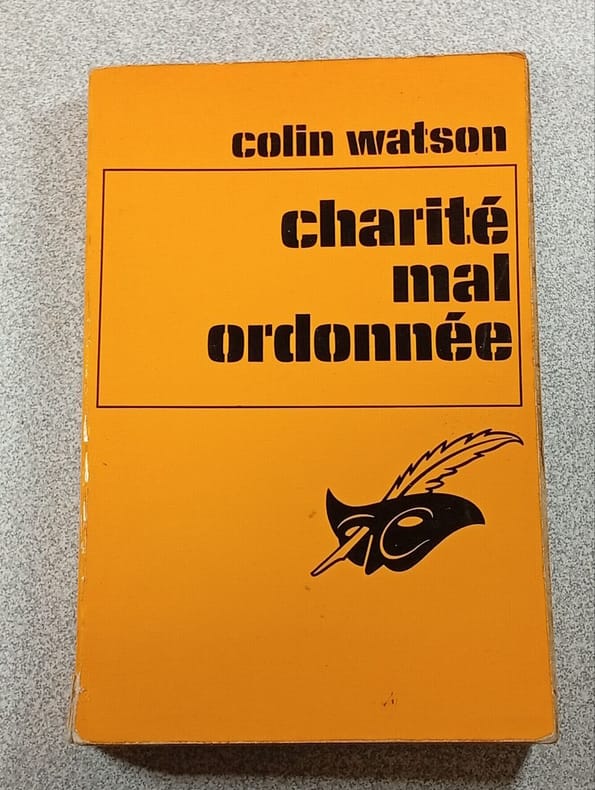 colin watson
charité
mal
ordonnée